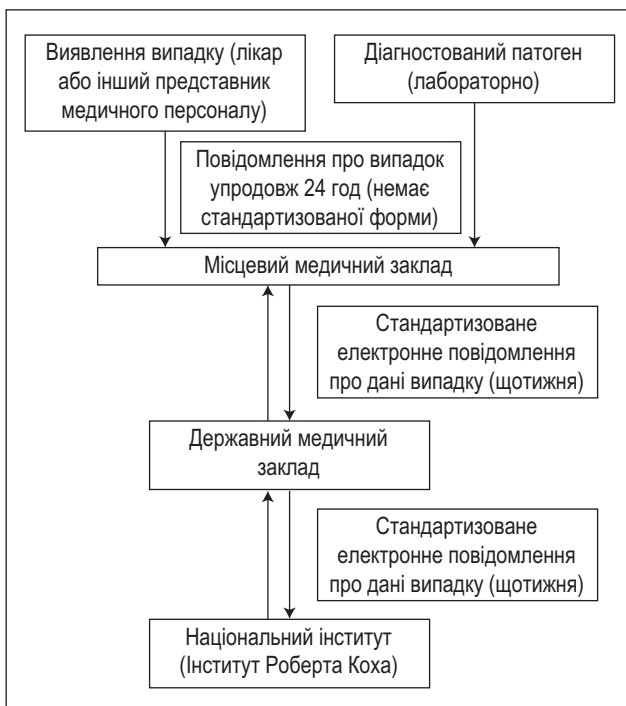 Виявлення випадку (лікар
або інший представник
медичного персоналу)
Діагностований патоген
(лабораторно)
Повідомлення про випадок
упродовж 24 год (немає
стандартизованої форми)
Місцевий медичний заклад
Стандартизоване
електронне повідомлення
про дані випадку (щотижня)
Державний медичний
заклад
Стандартизоване
електронне повідомлення
про дані випадку (щотижня)
Національний інститут
(Інститут Роберта Коха)